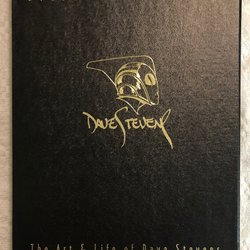 Dave Stevens
The Art & Life of Dave Stevens